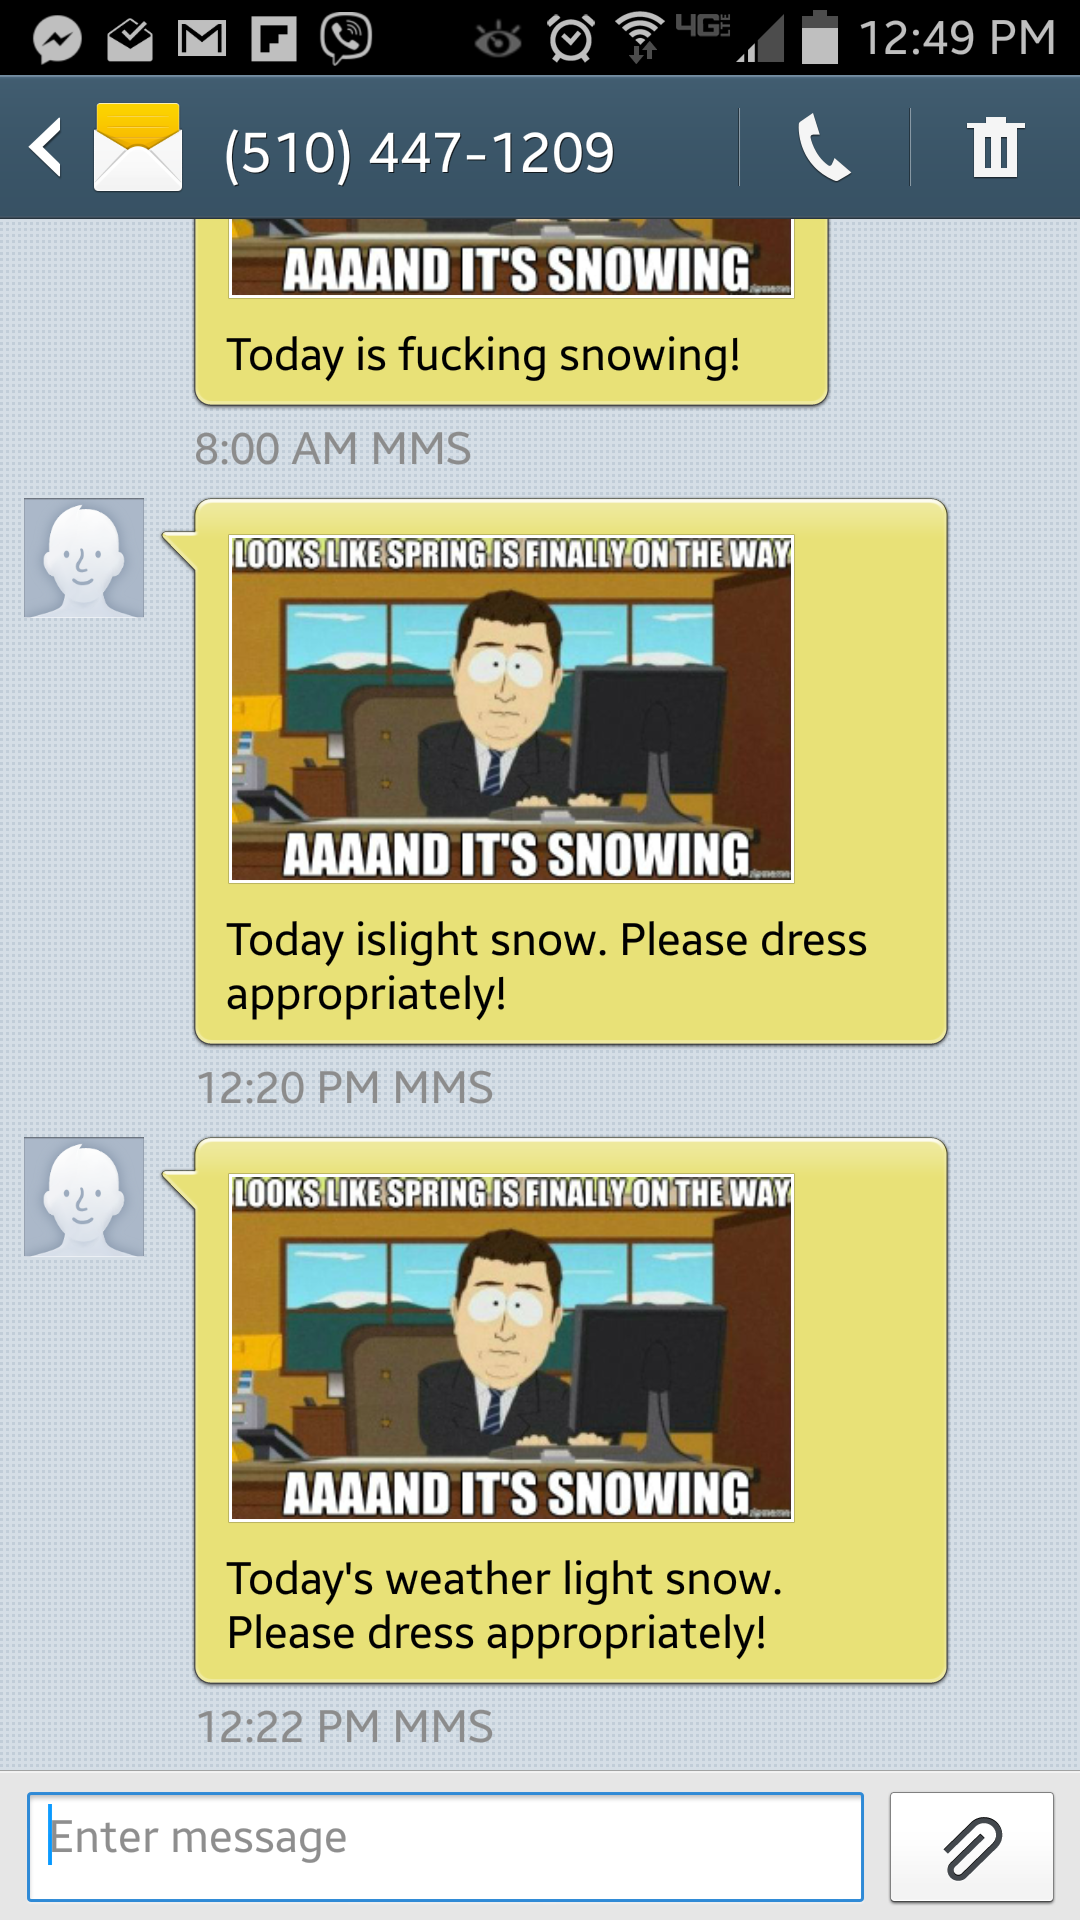 4G LTE 12:49 PM
(510) 447-1209
AAAAND IT'S SNOWING
Today is fucking snowing!
8:00 AM MMS
LOOKS LIKE SPRING IS FINALLY ON THE WAY
AAAAND IT'S SNOWING
Today islight snow. Please dress
appropriately!
12:20 PM MMS
LOOKS LIKE SPRING IS FINALLY ON THE WAY
AAAAND IT'S SNOWING
Today's weather light snow.
Please dress appropriately!
12:22 PM MMS
Enter message